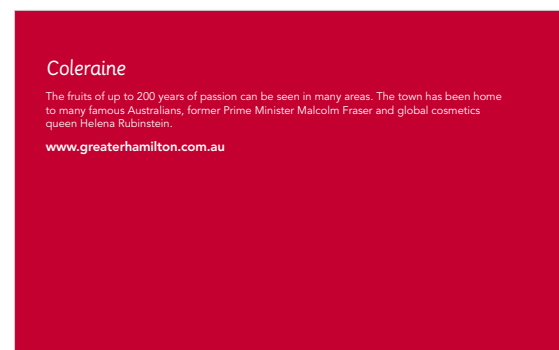 Coleraine
The fruits of up to 200 years of passion can be seen in many areas. The town has been home
to many famous Australians, former Prime Minister Malcolm Fraser and global cosmetics
queen Helena Rubinstein.
www.greaterhamilton.com.au